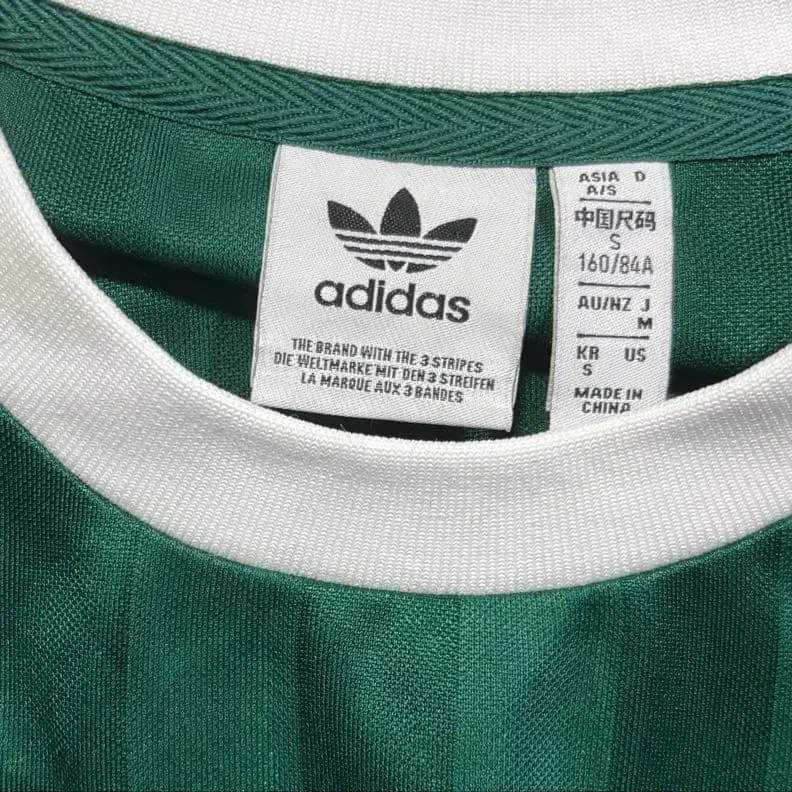 adidas
THE BRAND WITH THE 3 STRIPES
DIE WELTMARKE MIT DEN 3 STREIFEN
LA MARQUE AUX 3 BANDES
ASIA D
A/S
中国尺码
S
160/84A
AU/NZ J
M
KR US
S
MADE IN
CHINA